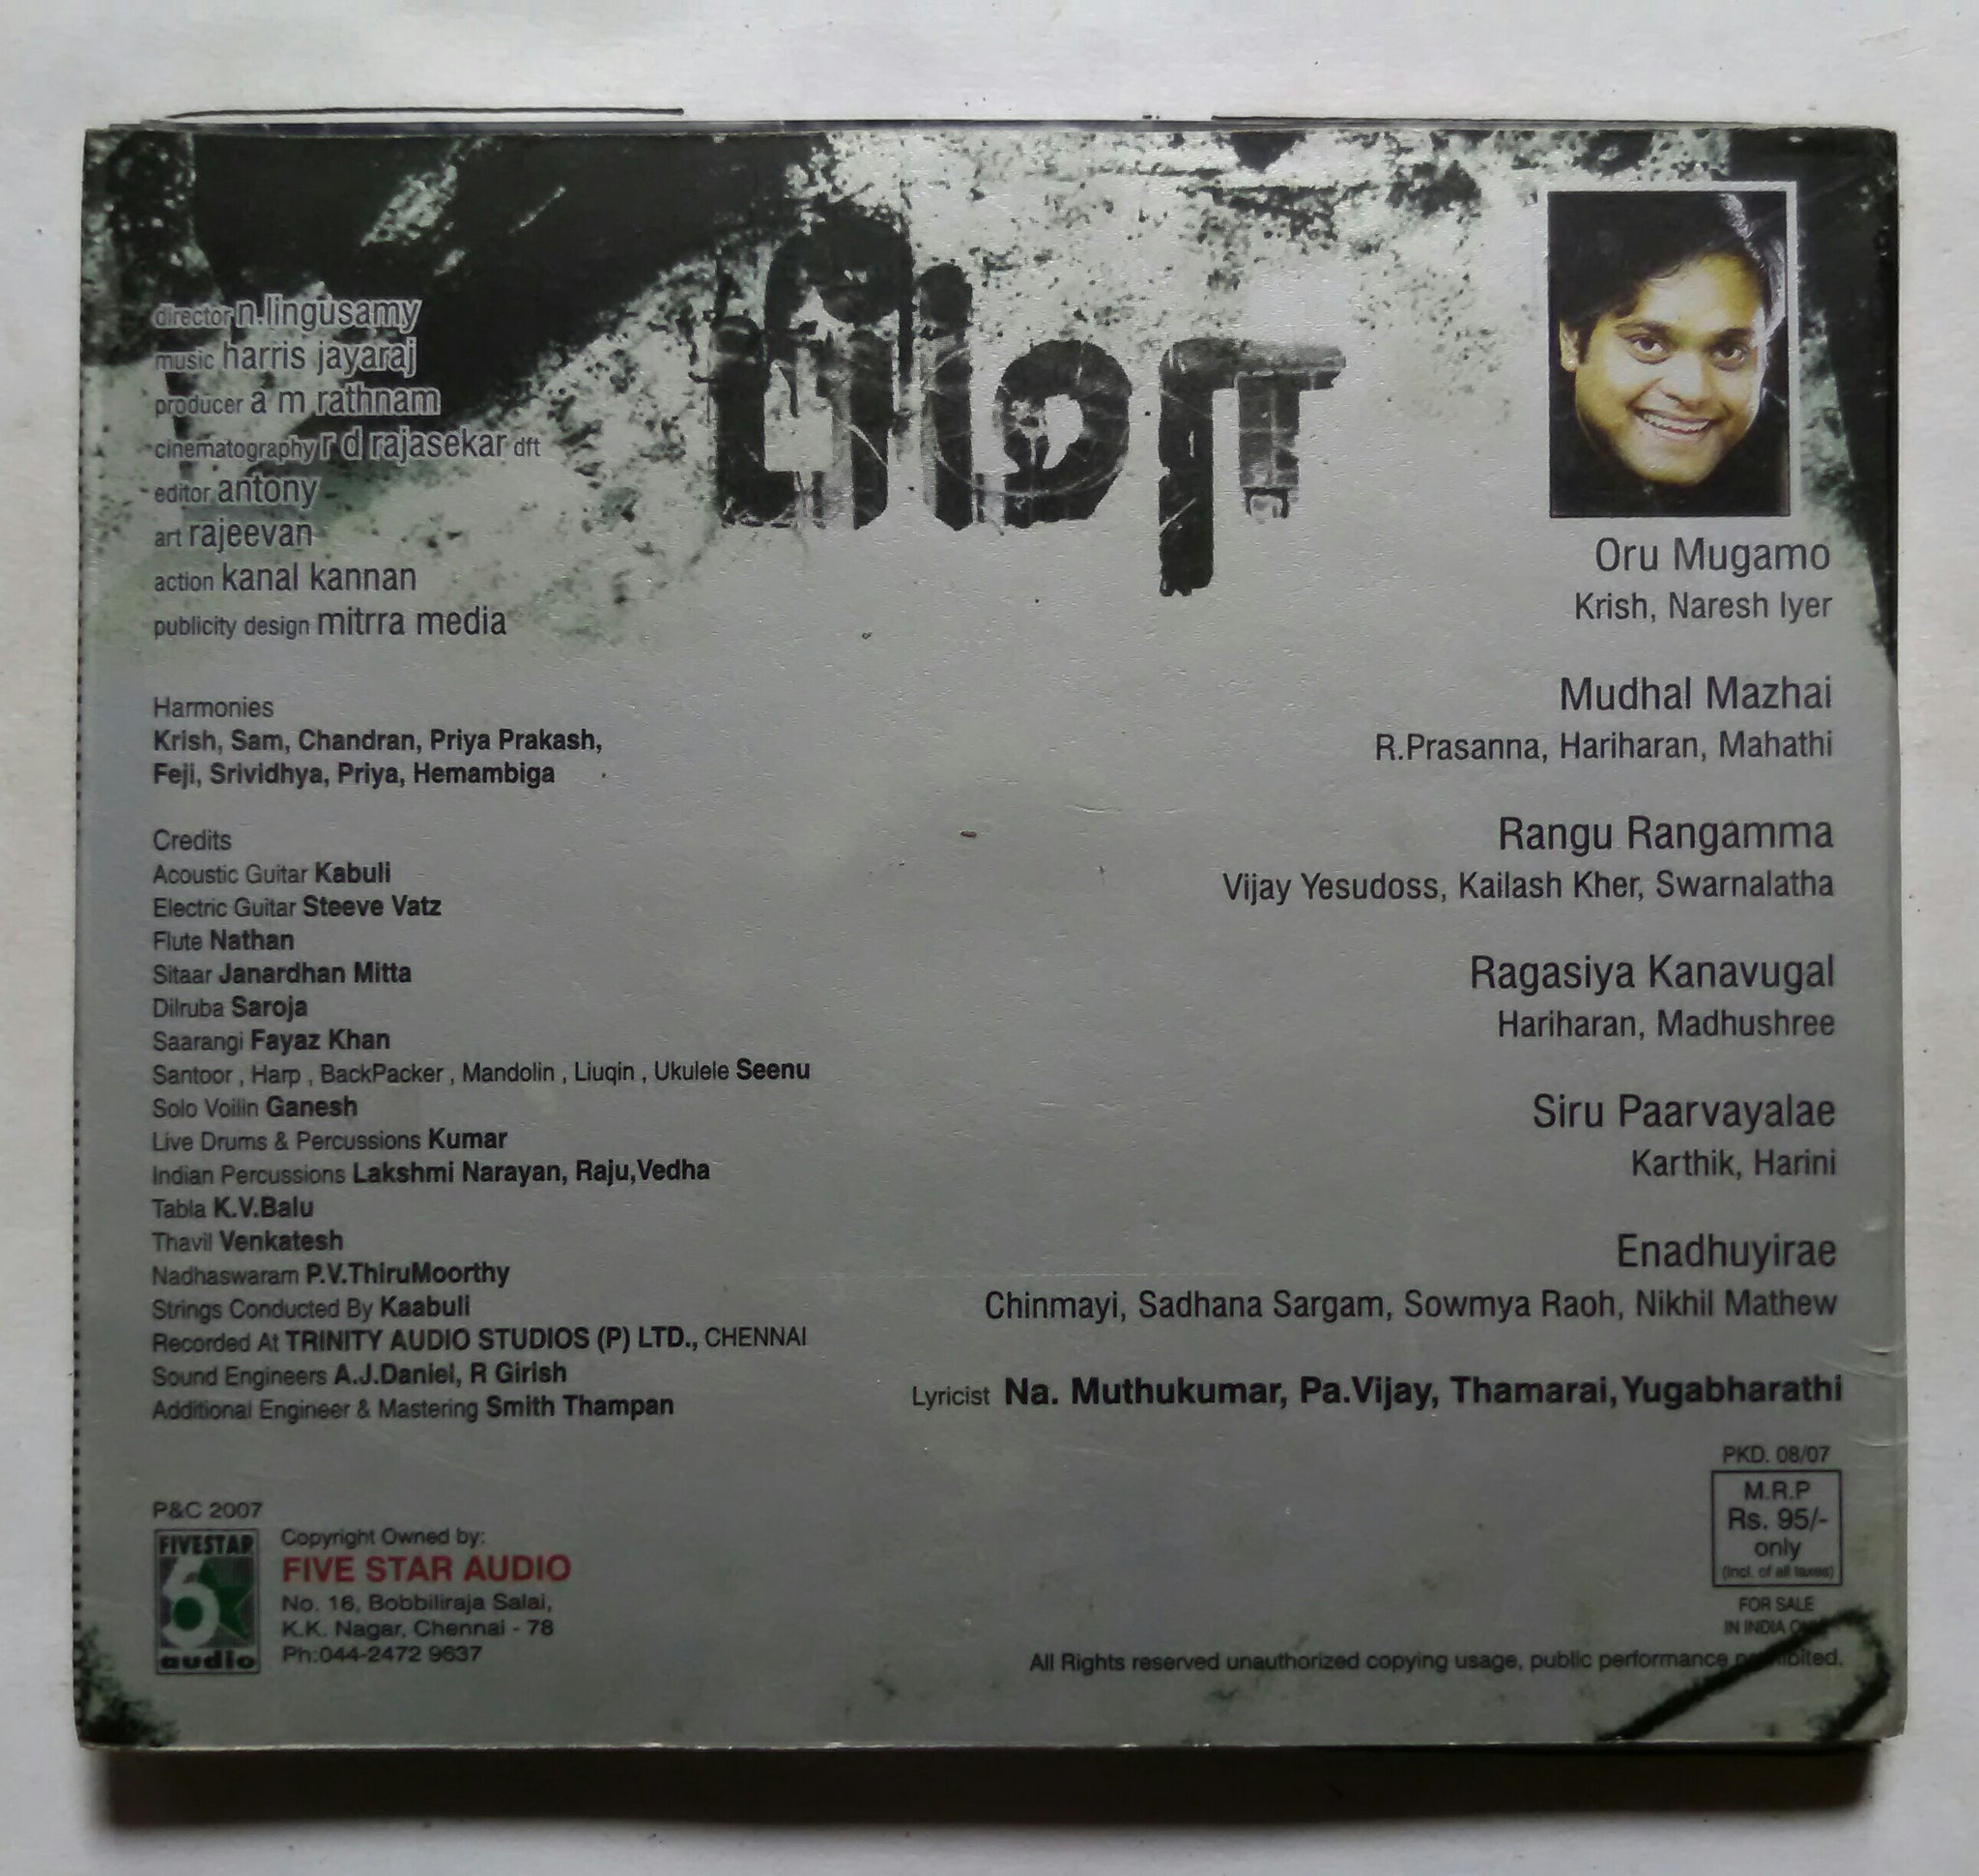 பீமா
director n.lingusamy
music harris jayaraj
producer a m rathnam
cinematography r d rajasekar dft
editor antony
art rajeevan
action kanal kannan
publicity design mitrra media
Harmonies
Krish, Sam, Chandran, Priya Prakash,
Feji, Srividhya, Priya, Hemambiga
Credits
Acoustic Guitar Kabuli
Electric Guitar Steeve Vatz
Flute Nathan
Sitaar Janardhan Mitta
Dilruba Saroja
Saarangi Fayaz Khan
Santoor , Harp , BackPacker , Mandolin , Liuqin , Ukulele Seenu
Solo Voilin Ganesh
Live Drums & Percussions Kumar
Indian Percussions Lakshmi Narayan, Raju,Vedha
Tabla K.V.Balu
Thavil Venkatesh
Nadhaswaram P.V.ThiruMoorthy
Strings Conducted By Kaabuli
Recorded At TRINITY AUDIO STUDIOS (P) LTD., CHENNAI
Sound Engineers A.J.Daniel, R Girish
Additional Engineer & Mastering Smith Thampan
Oru Mugamo
Krish, Naresh Iyer
Mudhal Mazhai
R.Prasanna, Hariharan, Mahathi
Rangu Rangamma
Vijay Yesudoss, Kailash Kher, Swarnalatha
Ragasiya Kanavugal
Hariharan, Madhushree
Siru Paarvayalae
Karthik, Harini
Enadhuyirae
Chinmayi, Sadhana Sargam, Sowmya Raoh, Nikhil Mathew
Lyricist Na. Muthukumar, Pa.Vijay, Thamarai, Yugabharathi
P&C 2007
FIVESTAR
audio
Copyright Owned by:
FIVE STAR AUDIO
No. 16, Bobbiliraja Salai,
K.K. Nagar, Chennai - 78
Ph:044-2472 9637
PKD. 08/07
M.R.P
Rs. 95/-
only
(Incl. of all taxes)
FOR SALE
IN INDIA
All Rights reserved unauthorized copying usage, public performance